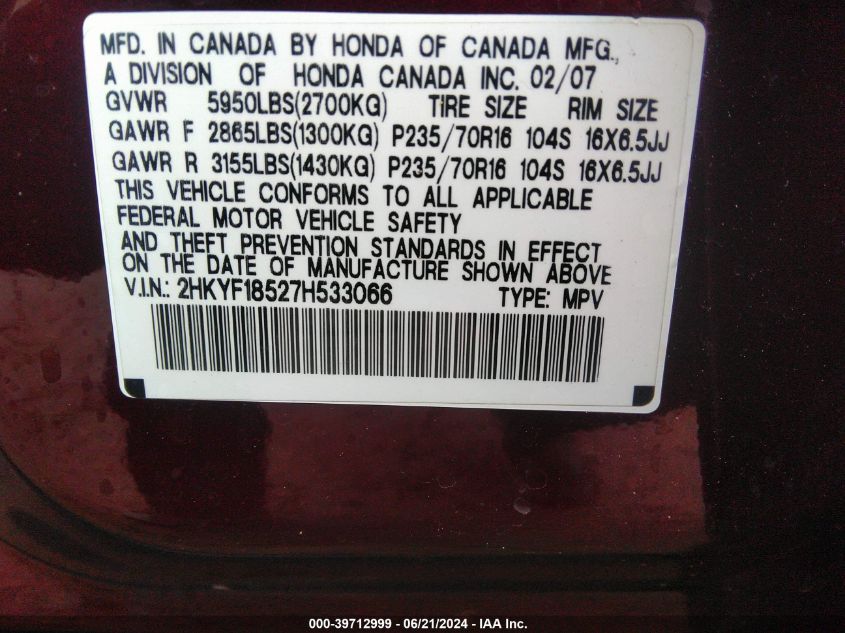 MFD. IN CANADA BY HONDA OF CANADA MFG.,
A DIVISION OF HONDA CANADA INC. 02/07
GVWR 5950LBS(2700KG) TIRE SIZE RIM SIZE
GAWR F 2865LBS(1300KG) P235/70R16 104S 16X6.5JJ
GAWR R 3155LBS(1430KG) P235/70R16 104S 16X6.5JJ
THIS VEHICLE CONFORMS TO ALL APPLICABLE
FEDERAL MOTOR VEHICLE SAFETY
AND THEFT PREVENTION STANDARDS IN EFFECT
ON THE DATE OF MANUFACTURE SHOWN ABOVE
V.I.N.: 2HKYF18527H533066 TYPE: MPV
000-39712999 - 06/21/2024 - IAA Inc.